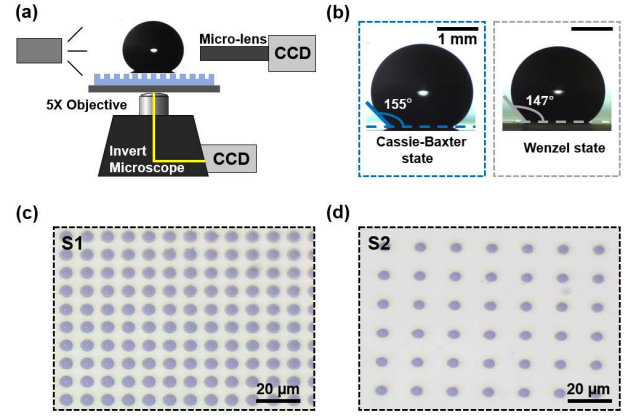 (a)
Micro-lens
CCD
5X Objective
Invert
Microscope
CCD
(b)
1 mm
155°
Cassie-Baxter
state
147°
Wenzel state
(c)
S1
20 µm
(d)
S2
20 µm